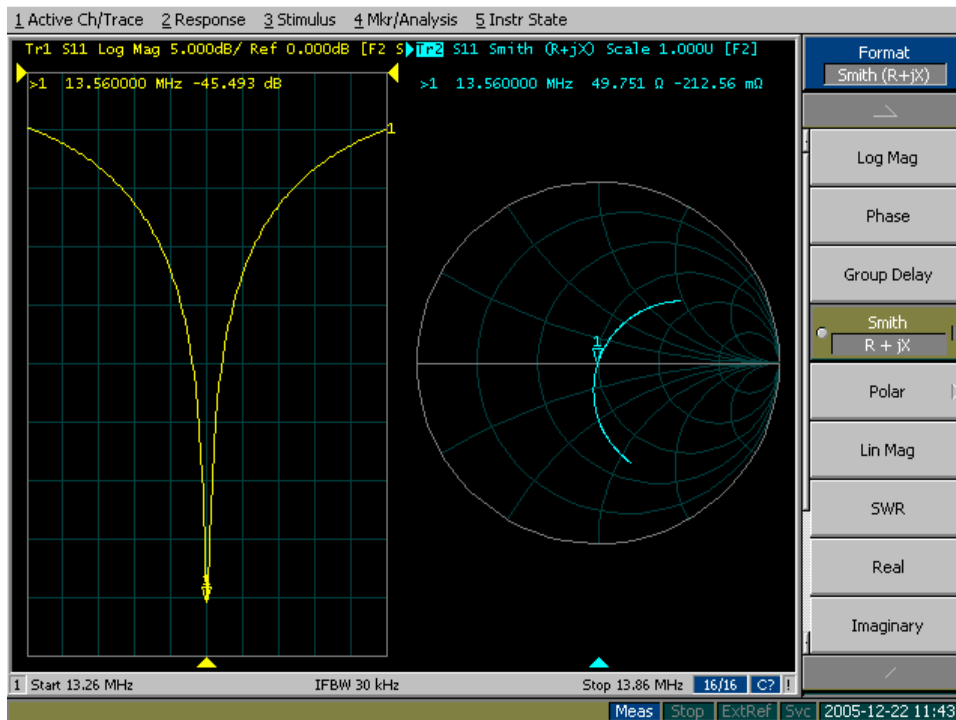 1 Active Ch/Trace 2 Response 3 Stimulus 4 Mkr/Analysis 5 Instr State
Tr1 S11 Log Mag 5.000dB/ Ref 0.000dB [F2 S
>1 13.560000 MHz -45.493 dB
1
1
Tr2 S11 Smith (R+jX) Scale 1.000U [F2]
>1 13.560000 MHz 49.751 Ω -212.56 mΩ
1
Format
Smith (R+jX)
Log Mag
Phase
Group Delay
Smith
R + jX
Polar
Lin Mag
SWR
Real
Imaginary
1 Start 13.26 MHz IFBW 30 kHz Stop 13.86 MHz 16/16 C? !
Meas Stop ExtRef Svc 2005-12-22 11:43